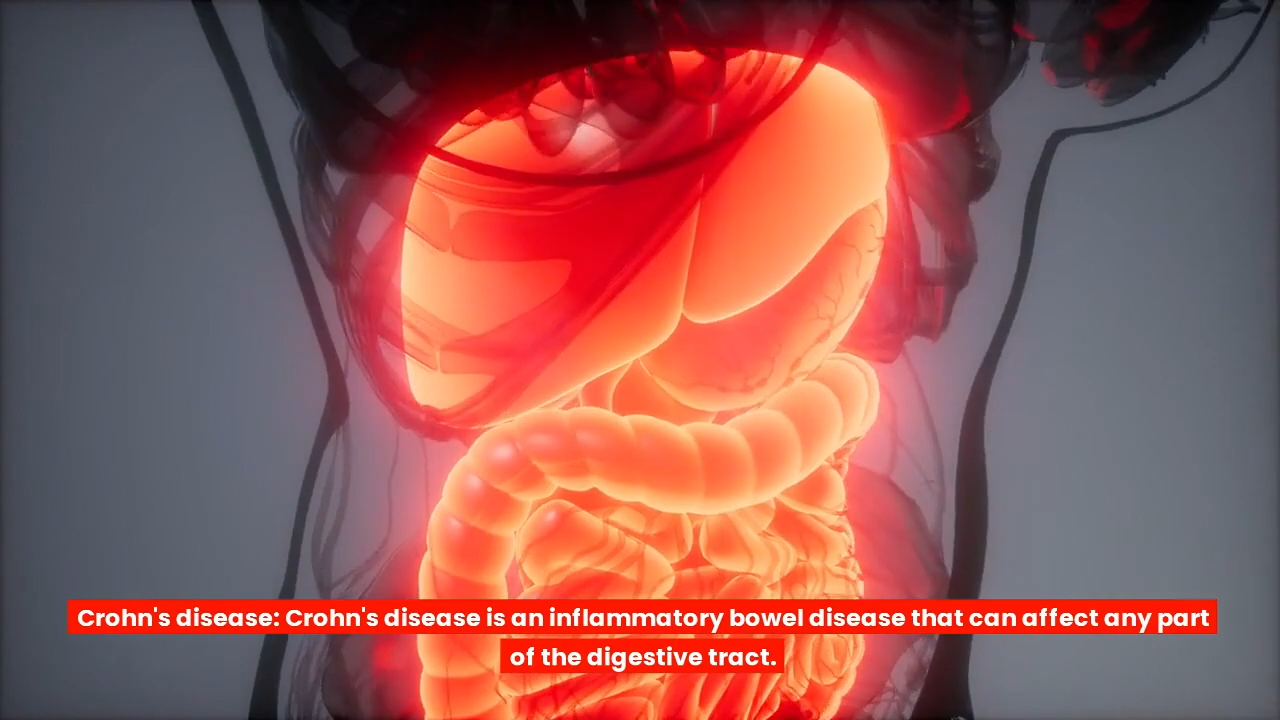 Crohn's disease: Crohn's disease is an inflammatory bowel disease that can affect any part
of the digestive tract.